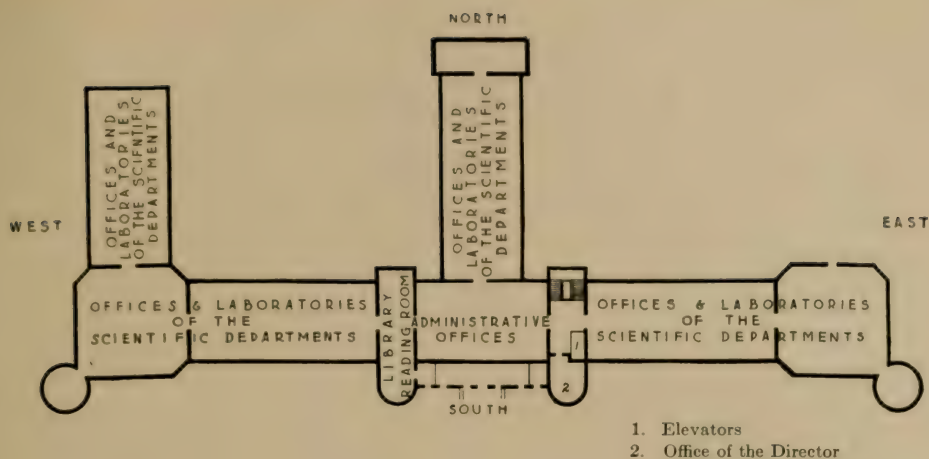 NORTH
OFFICES AND
LABORATORIES
OF THE SCIENTIFIC
DEPARTMENTS
OFFICES AND
LABORATORIES
OF THE SCIENTIFIC
DEPARTMENTS
WEST
EAST
OFFICES & LABORATORIES
OF THE
SCIENTIFIC DEPARTMENTS
LIBRARY
READING ROOM
ADMINISTRATIVE
OFFICES
OFFICES & LABORATORIES
OF THE
SCIENTIFIC DEPARTMENTS
1
2
SOUTH
1. Elevators
2. Office of the Director